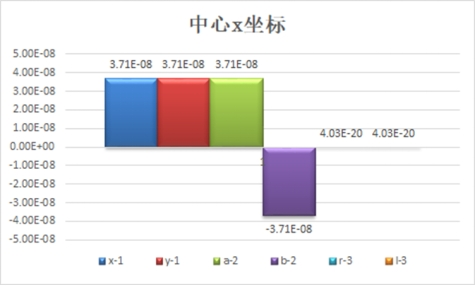 中心x坐标
5.00E-08
4.00E-08
3.00E-08
2.00E-08
1.00E-08
0.00E+00
-1.00E-08
-2.00E-08
-3.00E-08
-4.00E-08
-5.00E-08
3.71E-08 3.71E-08 3.71E-08
4.03E-20 4.03E-20
-3.71E-08
x-1 y-1 a-2 b-2 r-3 l-3